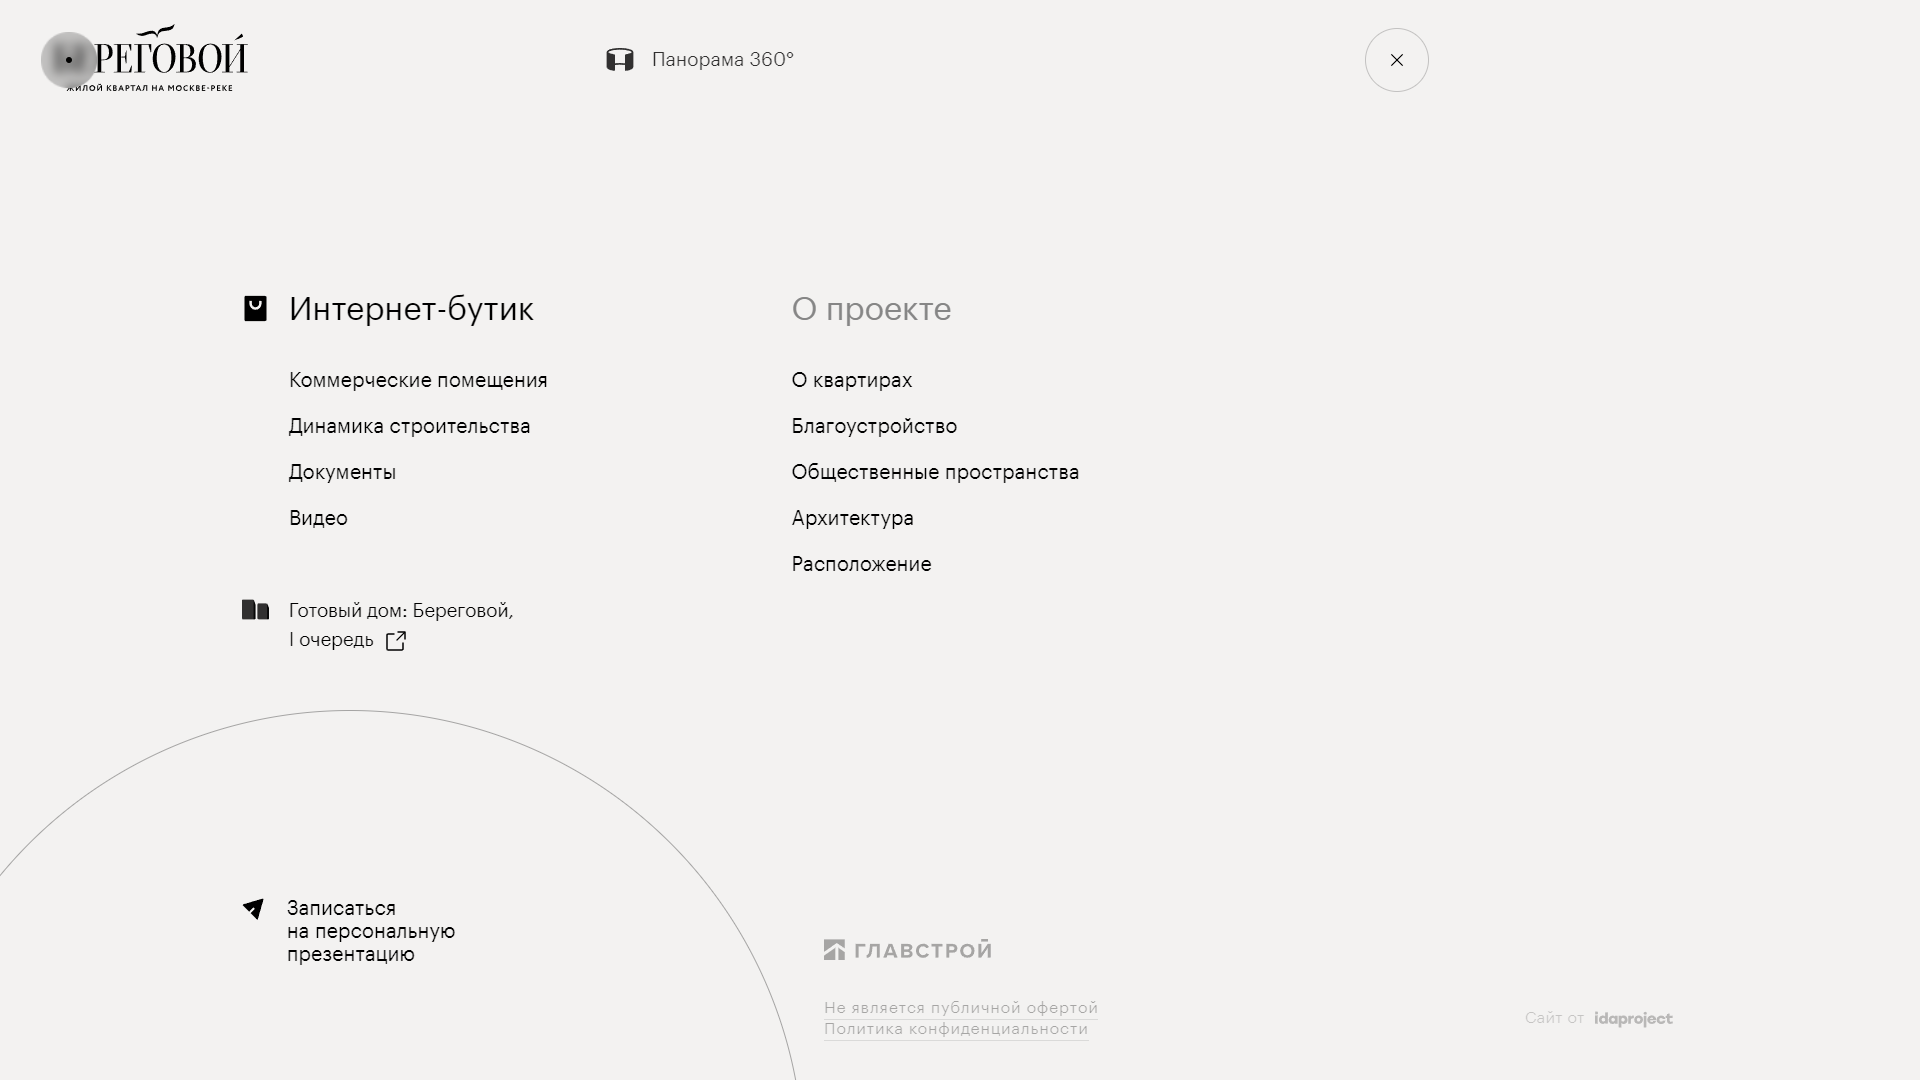 РЕГОВОЙ
ЖИЛОЙ КВАРТАЛ НА МОСКВЕ-РЕКЕ
Панорама 360°
Интернет-бутик
Коммерческие помещения
Динамика строительства
Документы
Видео
Готовый дом: Береговой,
I очередь
О проекте
О квартирах
Благоустройство
Общественные пространства
Архитектура
Расположение
Записаться
на персональную
презентацию
ГЛАВСТРОЙ
Не является публичной офертой
Политика конфиденциальности
Сайт от idaproject